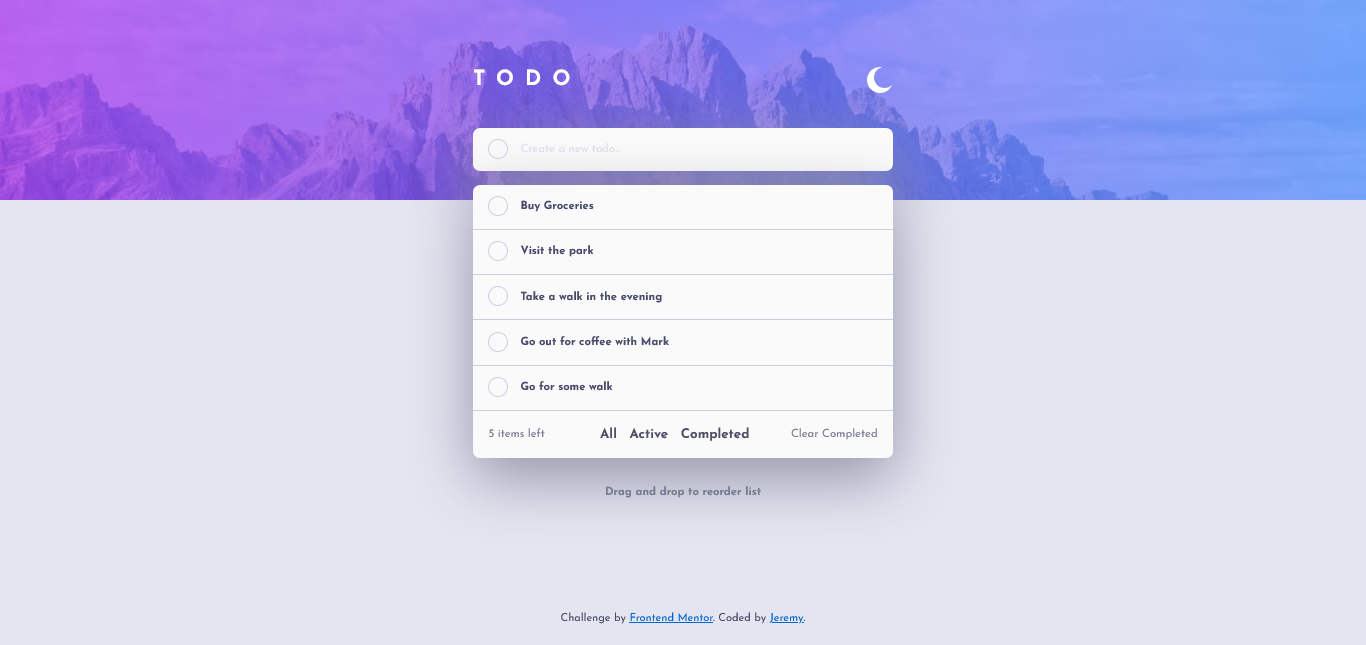 TODO
Create a new todo...
Buy Groceries
Visit the park
Take a walk in the evening
Go out for coffee with Mark
Go for some walk
5 items left All Active Completed Clear Completed
Drag and drop to reorder list
Challenge by Frontend Mentor. Coded by Jeremy.